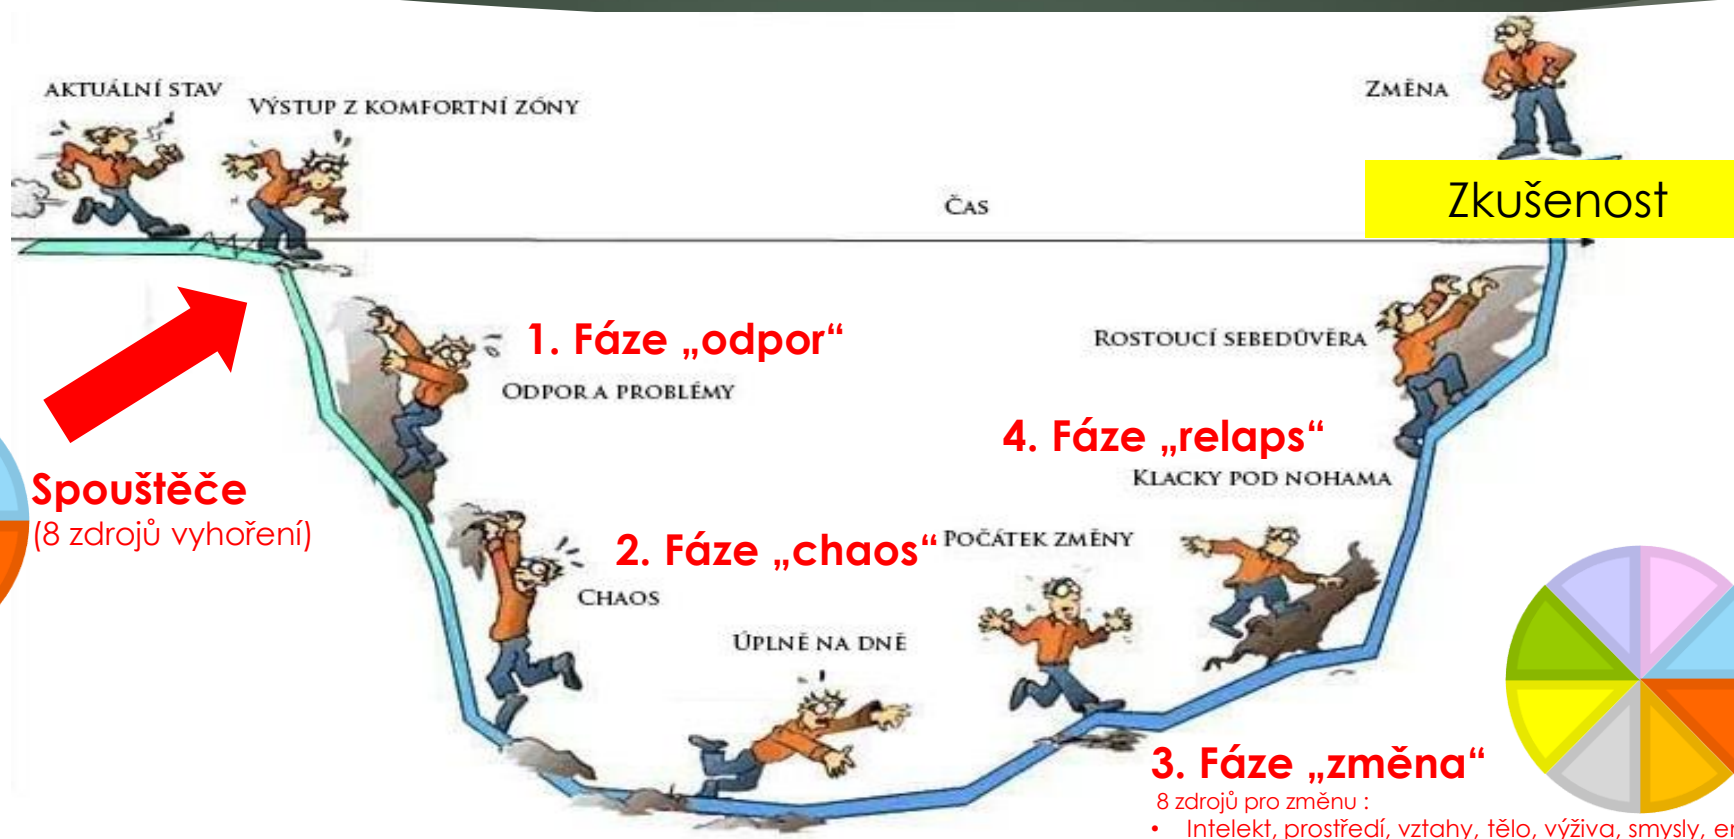 AKTUÁLNÍ STAV
VÝSTUP Z KOMFORTNÍ ZÓNY
ZMĚNA
Zkušenost
ČAS
1. Fáze „odpor“
ODPOR A PROBLÉMY
ROSTOUCÍ SEBEDŮVĚRA
4. Fáze „relaps“
KLACKY POD NOHAMA
Spouštěče
(8 zdrojů vyhoření)
2. Fáze „chaos“
CHAOS
POČÁTEK ZMĚNY
ÚPLNĚ NA DNĚ
3. Fáze „změna“
8 zdrojů pro změnu :
• Intelekt, prostředí, vztahy, tělo, výživa, smysly,